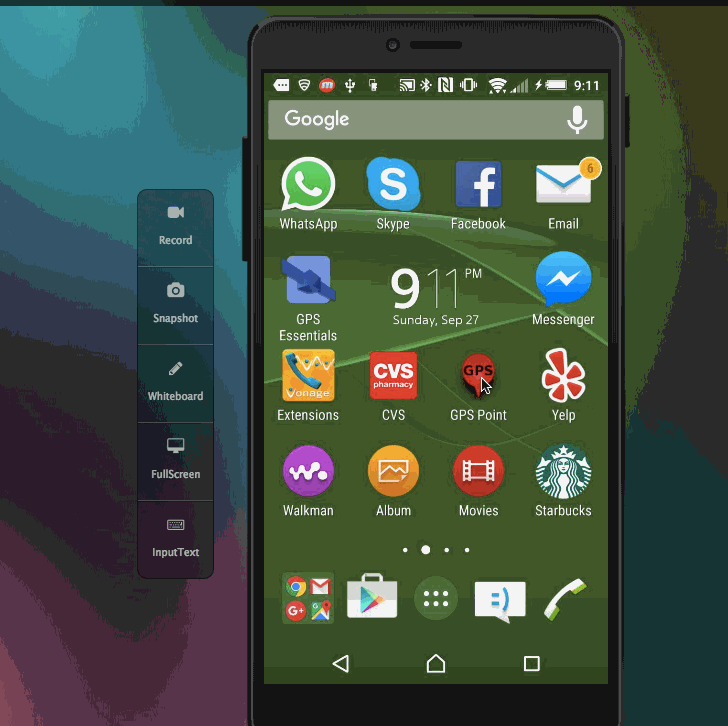 9:11
Google
6
WhatsApp
Skype
Facebook
Email
9 11 PM
Sunday, Sep 27
GPS
Essentials
Messenger
Vonage
CVS
pharmacy
GPS
Extensions
CVS
GPS Point
Yelp
Walkman
Album
Movies
Starbucks
Record
Snapshot
Whiteboard
FullScreen
InputText